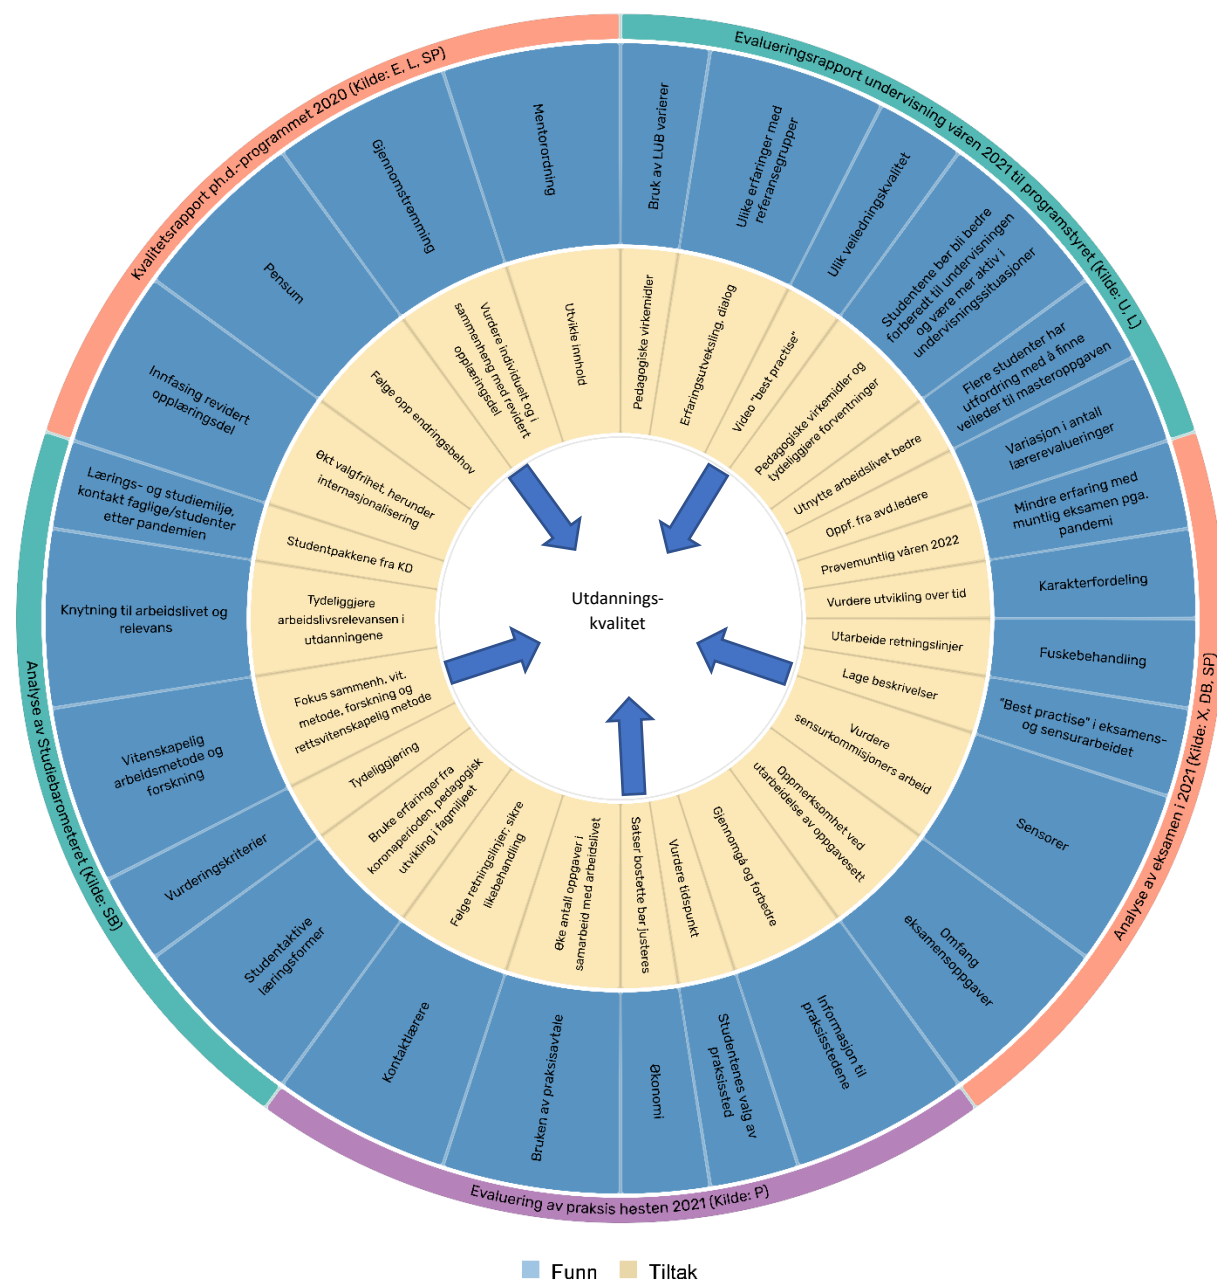 Evalueringsrapport undervisning våren 2021 til programstyret (Kilde: U, L)
Bruk av LUB varierer
Ulike erfaringer med
referansegrupper
Ulik veiledningskvalitet
Studentene bør bli bedre
forberedt til undervisningen
og være mer aktiv i
undervisningssituasjoner
Flere studenter har
utfordring med å finne
veileder til masteroppgaven
Variasjon i antall
lærerevalueringer
Pedagogiske virkemidler
Erfaringsutveksling, dialog
Video "best practise"
Pedagogiske virkemidler og
tydeliggjøre forventninger
Utnytte arbeidslivet bedre
Oppf. fra avd.ledere
Analyse av eksamen i 2021 (Kilde: X, DB, SP)
Mindre erfaring med
muntlig eksamen pga.
pandemi
Karakterfordeling
Fuskebehandling
"Best practise" i eksamens-
og sensurarbeidet
Sensorer
Omfang
eksamensoppgaver
Prøvemuntlig våren 2022
Vurdere utvikling over tid
Utarbeide retningslinjer
Lage beskrivelser
Vurdere
sensurkommisjoners arbeid
Oppmerksomhet ved
utarbeidelse av oppgavesett
Evaluering av praksis høsten 2021 (Kilde: P)
Informasjon til
praksisstedene
Studentenes valg av
praksissted
Økonomi
Bruken av praksisavtale
Kontaktlærere
Gjennomgå og forbedre
Vurdere tidspunkt
Satser bostøtte bør justeres
Øke antall oppgaver i
samarbeid med arbeidslivet
Følge retningslinjer; sikre
likebehandling
Analyse av Studiebarometeret (Kilde: SB)
Studentaktive
læringsformer
Vurderingskriterier
Vitenskapelig
arbeidsmetode og
forskning
Knytning til arbeidslivet og
relevans
Lærings- og studiemiljø,
kontakt faglige/studenter
etter pandemien
Bruke erfaringer fra
koronaperioden, pedagogisk
utvikling i fagmiljøet
Tydeliggjøring
Fokus sammenh. vit.
metode, forskning og
rettsvitenskapelig metode
Tydeliggjøre
arbeidslivsrelevansen i
utdanningene
Studentpakkene fra KD
Kvalitetsrapport ph.d.-programmet 2020 (Kilde: E, L, SP)
Innfasing revidert
opplæringsdel
Pensum
Gjennomstrømming
Mentorordning
Økt valgfrihet, herunder
internasjonalisering
Følge opp endringsbehov
Vurdere individuelt og i
sammenheng med revidert
opplæringsdel
Utvikle innhold
Utdannings-
kvalitet
Funn
Tiltak